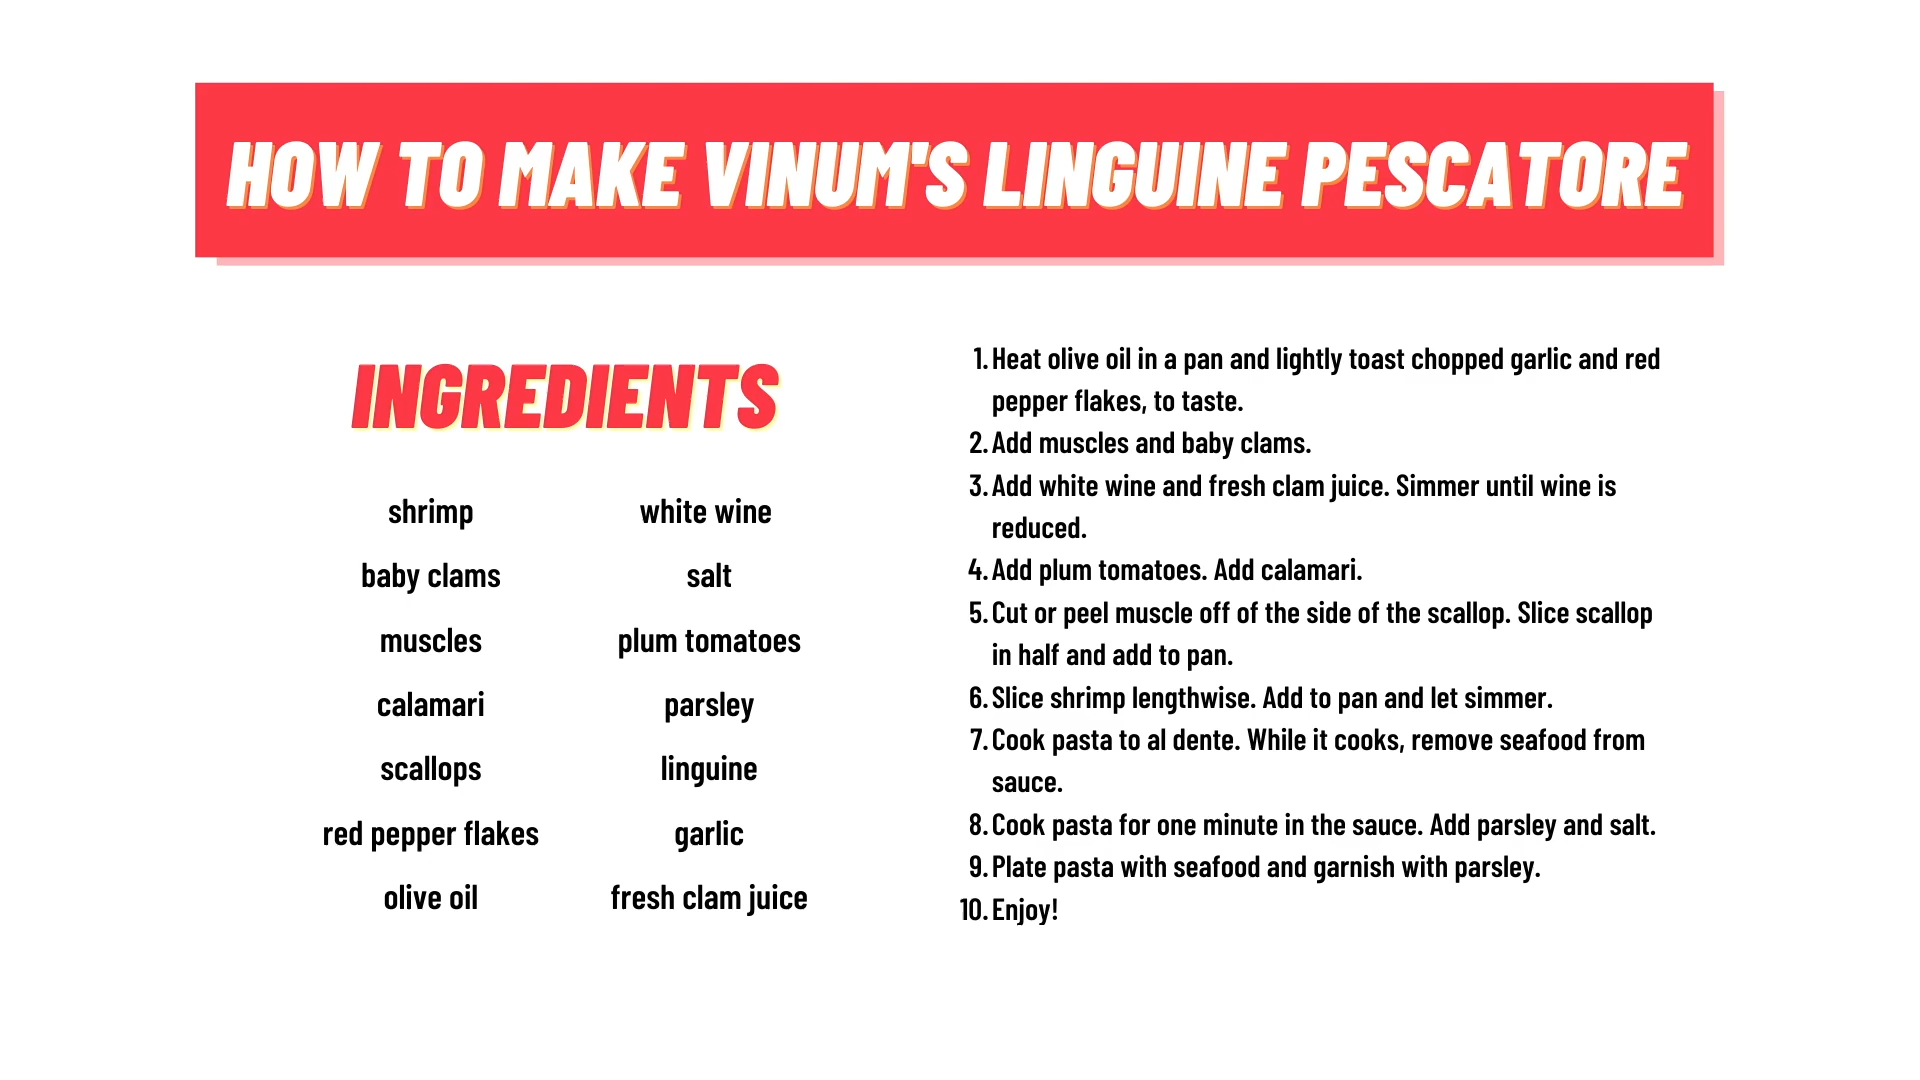 HOW TO MAKE VINUM'S LINGUINE PESCATORE
INGREDIENTS
shrimp
baby clams
muscles
calamari
scallops
red pepper flakes
olive oil
white wine
salt
plum tomatoes
parsley
linguine
garlic
fresh clam juice
1. Heat olive oil in a pan and lightly toast chopped garlic and red
pepper flakes, to taste.
2. Add muscles and baby clams.
3. Add white wine and fresh clam juice. Simmer until wine is
reduced.
4. Add plum tomatoes. Add calamari.
5. Cut or peel muscle off of the side of the scallop. Slice scallop
in half and add to pan.
6. Slice shrimp lengthwise. Add to pan and let simmer.
7. Cook pasta to al dente. While it cooks, remove seafood from
sauce.
8. Cook pasta for one minute in the sauce. Add parsley and salt.
9. Plate pasta with seafood and garnish with parsley.
10. Enjoy!